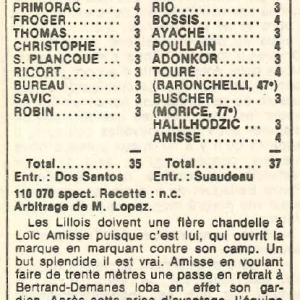 PRIMORAC ....... 4 RIO ............... 3
FROGER ......... 3 BOSSIS ........... 4
THOMAS ......... 3 AYACHE ........... 3
CHRISTOPHE ..... 4 POULLAIN ......... 4
S. PLANCQUE .... 3 ADONKOR .......... 3
RICORT ......... 3 TOURÉ ............ 4
BUREAU ......... 3 (BARONCHELLI, 47e)
SAVIC .......... 3 BUSCHER .......... 3
ROBIN .......... 3 (MORICE, 77e)
HALILHODZIC ..... 3
AMISSE ........... 4
Total .......... 35 Total ............ 37
Entr. : Dos Santos Entr. : Suaudeau
110 070 spect. Recette : n.c.
Arbitrage de M. Lopez.
Les Lillois doivent une fière chandelle à
Loïc Amisse puisque c'est lui, qui ouvrit la
marque en marquant contre son camp. Un
but splendide il est vrai. Amisse en voulant
faire de trente mètres une passe en retrait à
Bertrand-Demanes loba en effet son gar-